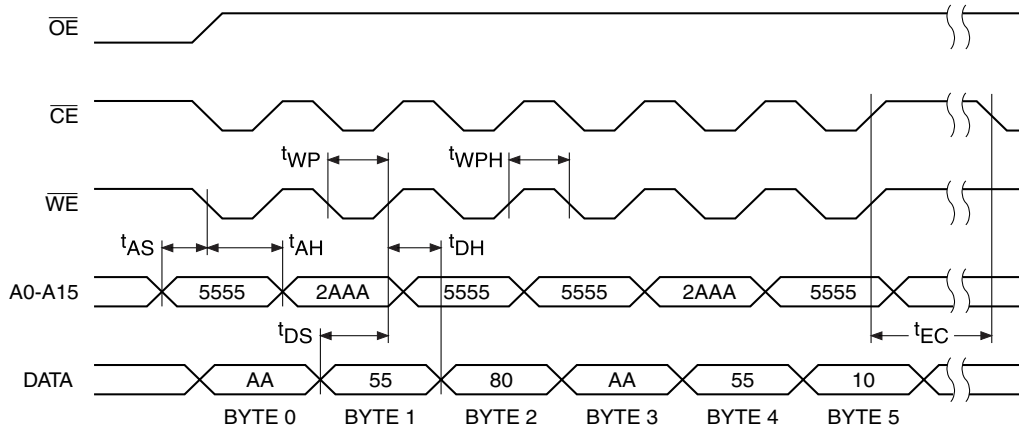 OE
CE
tWP
tWPH
WE
tAS
tAH
tDH
A0-A15
5555
2AAA
5555
5555
2AAA
5555
tDS
tEC
DATA
AA
55
80
AA
55
10
BYTE 0
BYTE 1
BYTE 2
BYTE 3
BYTE 4
BYTE 5